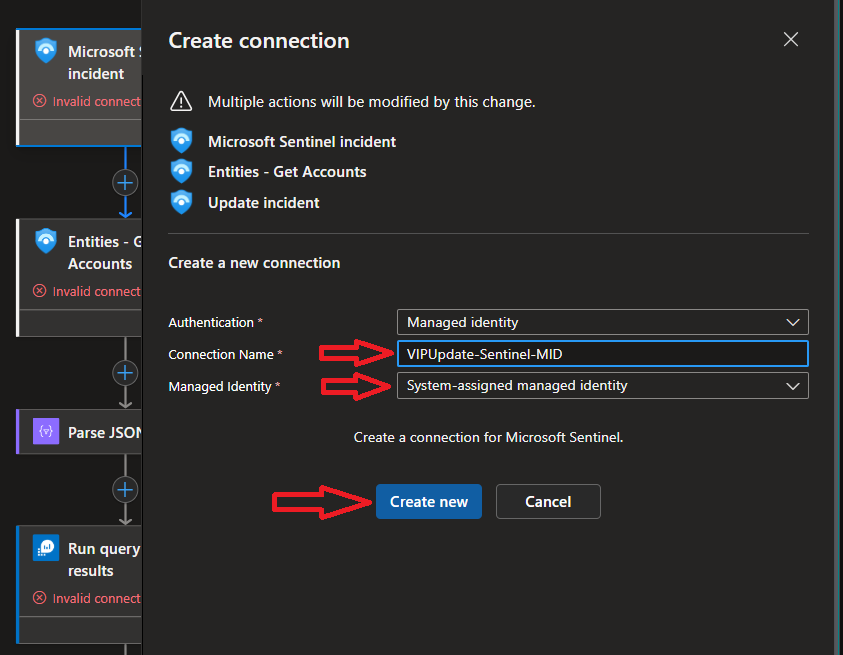 Microsoft
incident
Invalid connect
Entities - G
Accounts
Invalid connect
Parse JSON
Run query
results
Invalid connect
Create connection
Multiple actions will be modified by this change.
Microsoft Sentinel incident
Entities - Get Accounts
Update incident
Create a new connection
Authentication *
Managed identity
Connection Name *
VIPUpdate-Sentinel-MID
Managed Identity *
System-assigned managed identity
Create a connection for Microsoft Sentinel.
Create new
Cancel